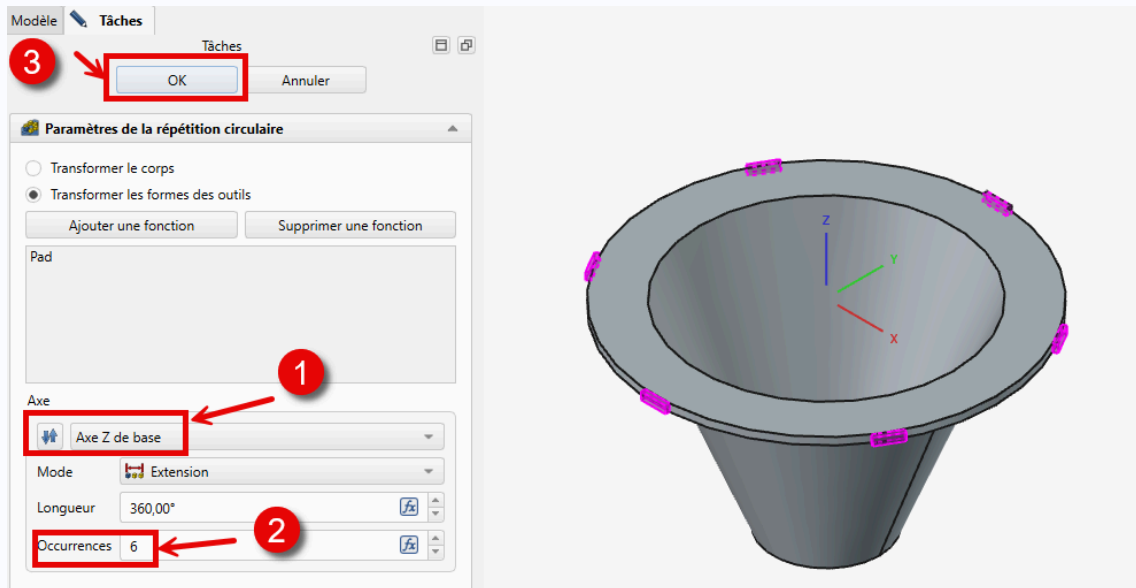 Modèle Tâches
Tâches
3
OK Annuler
Paramètres de la répétition circulaire
Transformer le corps
Transformer les formes des outils
Ajouter une fonction Supprimer une fonction
Pad
1
Axe
Axe Z de base
Mode Extension
Longueur 360,00° fx
2
Occurrences 6 fx
Z
Y
X